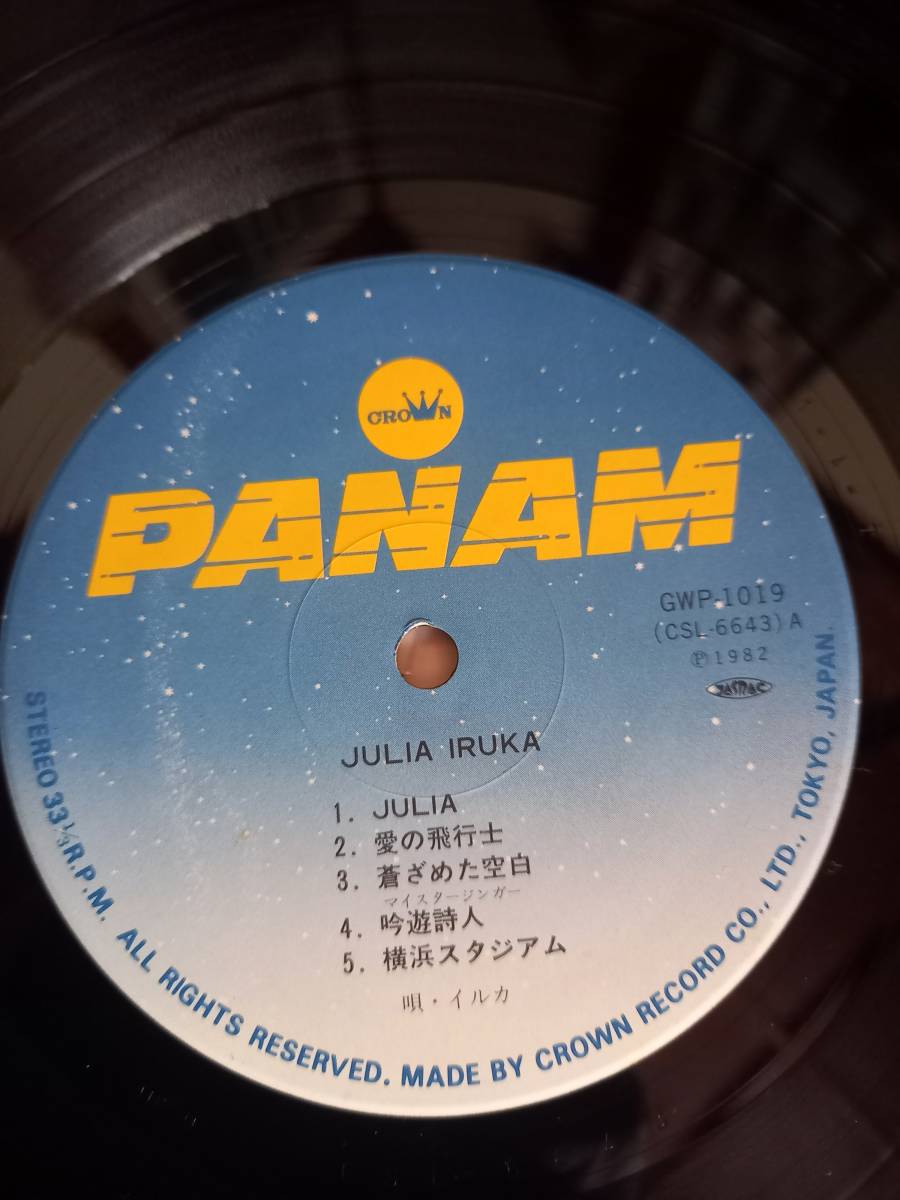 CROWN
PANAM
GWP-1019
(CSL-6643) A
Ⓟ1982
JASRAC
JULIA IRUKA
1. JULIA
2. 愛の飛行士
3. 蒼ざめた空白
マイスタージンガー
4. 吟遊詩人
5. 横浜スタジアム
唄・イルカ
STEREO 33⅓ R.P.M. ALL RIGHTS RESERVED. MADE BY CROWN RECORD CO., LTD., TOKYO, JAPAN.